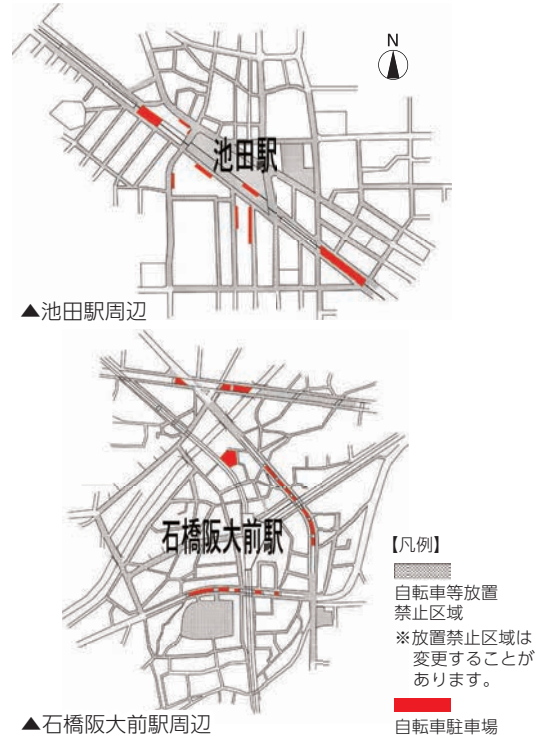 N
池田駅
▲池田駅周辺
石橋阪大前駅
【凡例】
自転車等放置
禁止区域
※放置禁止区域は
変更することが
あります。
自転車駐車場
▲石橋阪大前駅周辺